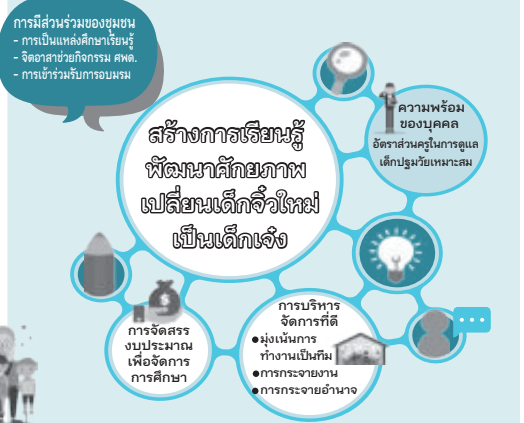 การมีส่วนร่วมของชุมชน
- การเป็นแหล่งศึกษาเรียนรู้
- จิตอาสาช่วยกิจกรรม ศพด.
- การเข้าร่วมรับการอบรม
สร้างการเรียนรู้
พัฒนาศักยภาพ
เปลี่ยนเด็กจิ๋วใหม่
เป็นเด็กเจ๋ง
ความพร้อม
ของบุคคล
อัตราส่วนครูในการดูแล
เด็กปฐมวัยเหมาะสม
การจัดสรร
งบประมาณ
เพื่อจัดการ
การศึกษา
การบริหาร
จัดการที่ดี
●มุ่งเน้นการ
ทำงานเป็นทีม
●การกระจายงาน
●การกระจายอำนาจ